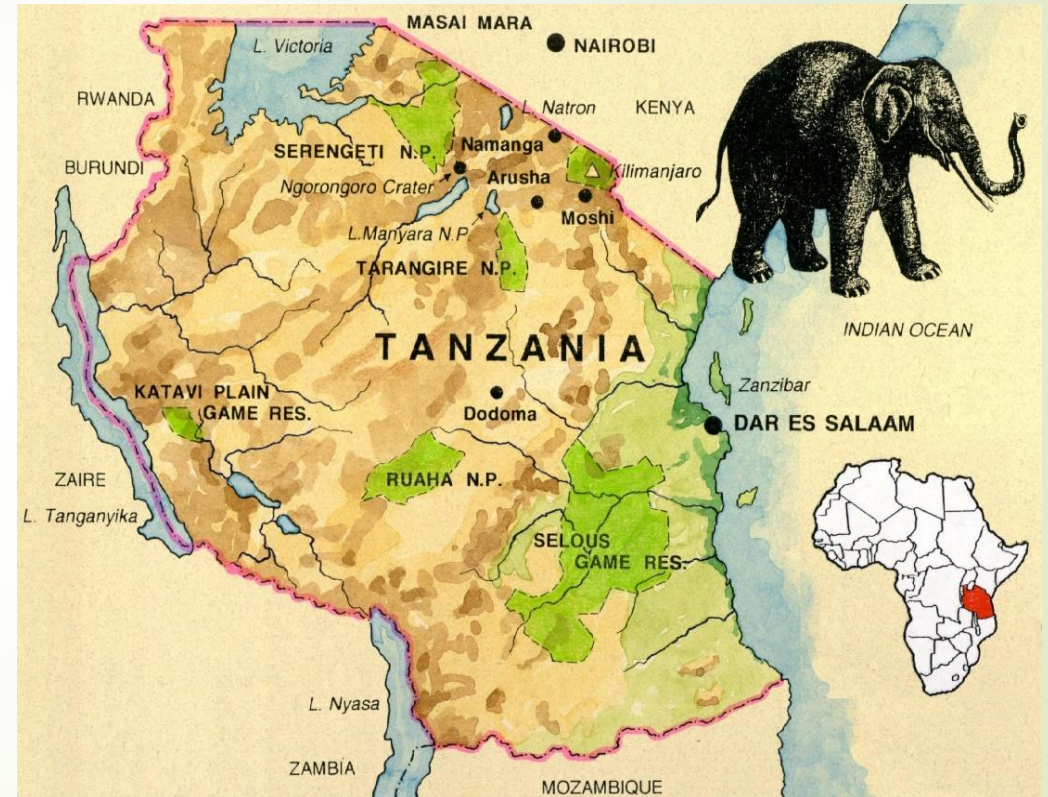 MASAI MARA
NAIROBI
L. Victoria
RWANDA
L. Natron
KENYA
SERENGETI N.P.
Namanga
BURUNDI
Ngorongoro Crater
Arusha
Kilimanjaro
Moshi
L.Manyara N.P.
TARANGIRE N.P.
INDIAN OCEAN
TANZANIA
Zanzibar
KATAVI PLAIN
GAME RES.
Dodoma
DAR ES SALAAM
ZAIRE
RUAHA N.P.
L. Tanganyika
SELOUS
GAME RES.
L. Nyasa
ZAMBIA
MOZAMBIQUE